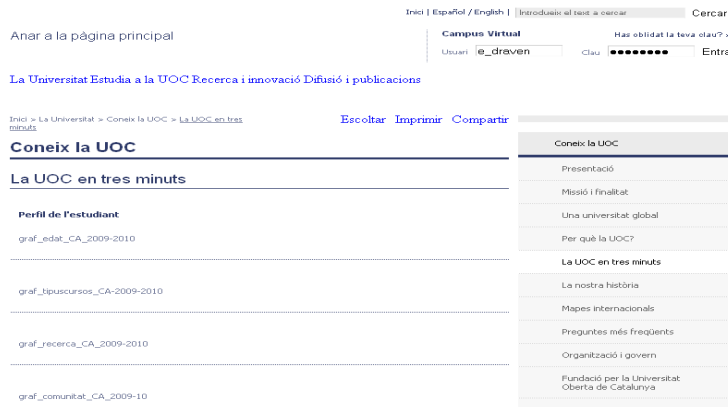 Inici | Español / English | Introdueix el text a cercar Cercar
Anar a la pàgina principal
Campus Virtual Has oblidat la teva clau?
Usuari e_draven Clau ●●●●●●●● Entra
La Universitat Estudia a la UOC Recerca i innovació Difusió i publicacions
Inici > La Universitat > Coneix la UOC > La UOC en tres
minuts
Escoltar Imprimir Compartir
Coneix la UOC
La UOC en tres minuts
Perfil de l'estudiant
graf_edat_CA_2009-2010
graf_tipuscursos_CA-2009-2010
graf_recerca_CA_2009-2010
graf_comunitat_CA_2009-10
Coneix la UOC
Presentació
Missió i finalitat
Una universitat global
Per què la UOC?
La UOC en tres minuts
La nostra història
Mapes internacionals
Preguntes més freqüents
Organització i govern
Fundació per la Universitat
Oberta de Catalunya